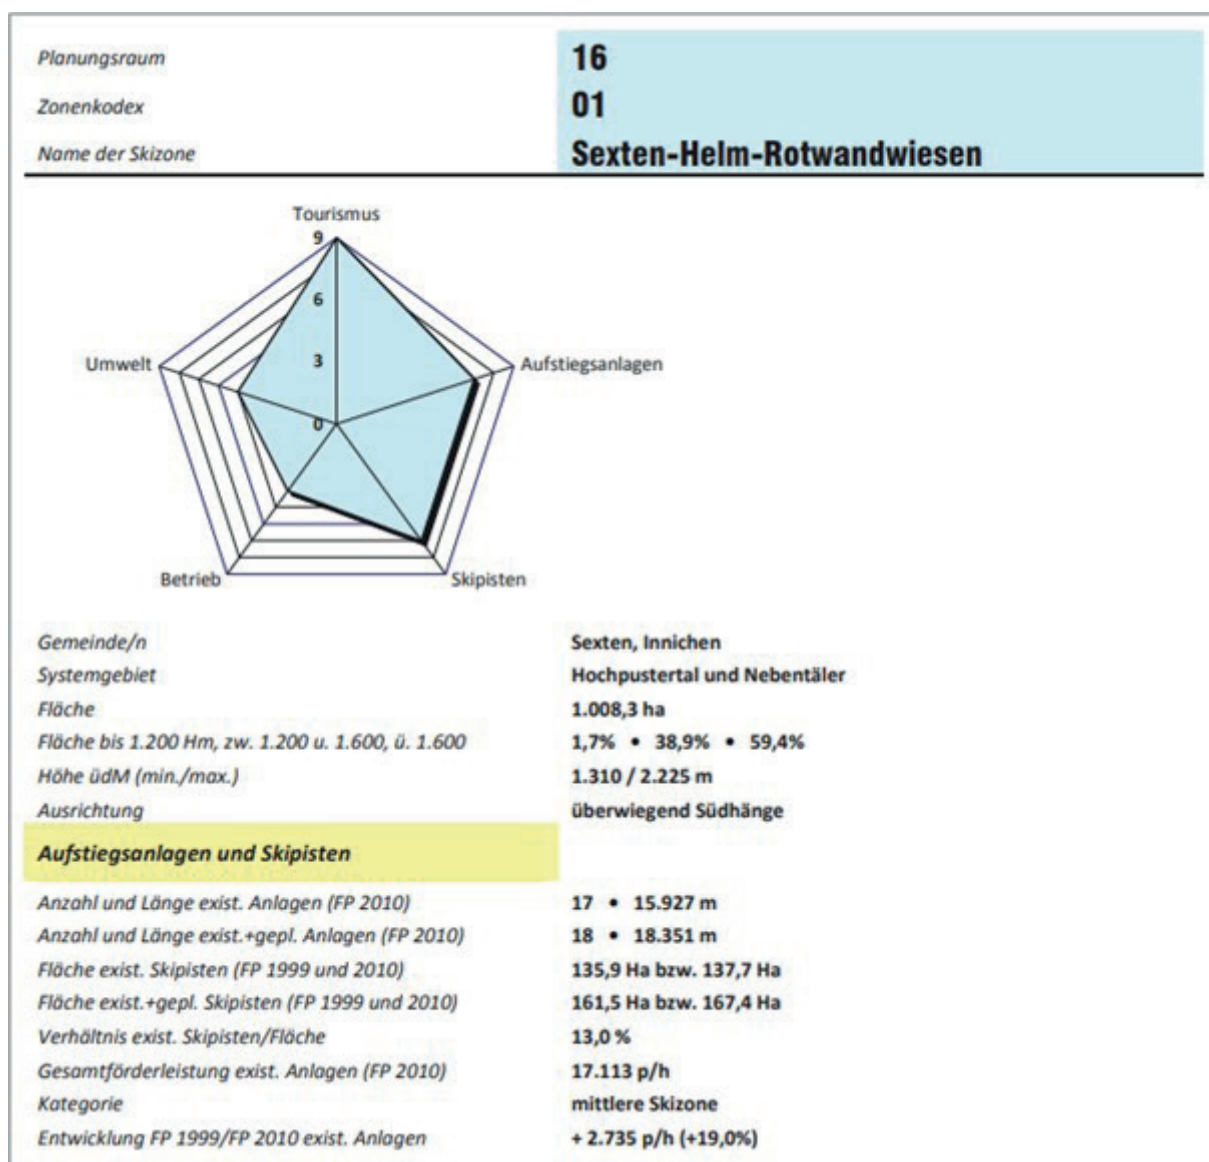 Planungsraum 16
Zonenkodex 01
Name der Skizone Sexten-Helm-Rotwandwiesen
Tourismus
9
6
Umwelt 3 Aufstiegsanlagen
0
Betrieb Skipisten
Gemeinde/n Sexten, Innichen
Systemgebiet Hochpustertal und Nebentäler
Fläche 1.008,3 ha
Fläche bis 1.200 Hm, zw. 1.200 u. 1.600, ü. 1.600 1,7% • 38,9% • 59,4%
Höhe üdM (min./max.) 1.310 / 2.225 m
Ausrichtung überwiegend Südhänge
Aufstiegsanlagen und Skipisten
Anzahl und Länge exist. Anlagen (FP 2010) 17 • 15.927 m
Anzahl und Länge exist.+gepl. Anlagen (FP 2010) 18 • 18.351 m
Fläche exist. Skipisten (FP 1999 und 2010) 135,9 Ha bzw. 137,7 Ha
Fläche exist.+gepl. Skipisten (FP 1999 und 2010) 161,5 Ha bzw. 167,4 Ha
Verhältnis exist. Skipisten/Fläche 13,0 %
Gesamtförderleistung exist. Anlagen (FP 2010) 17.113 p/h
Kategorie mittlere Skizone
Entwicklung FP 1999/FP 2010 exist. Anlagen + 2.735 p/h (+19,0%)